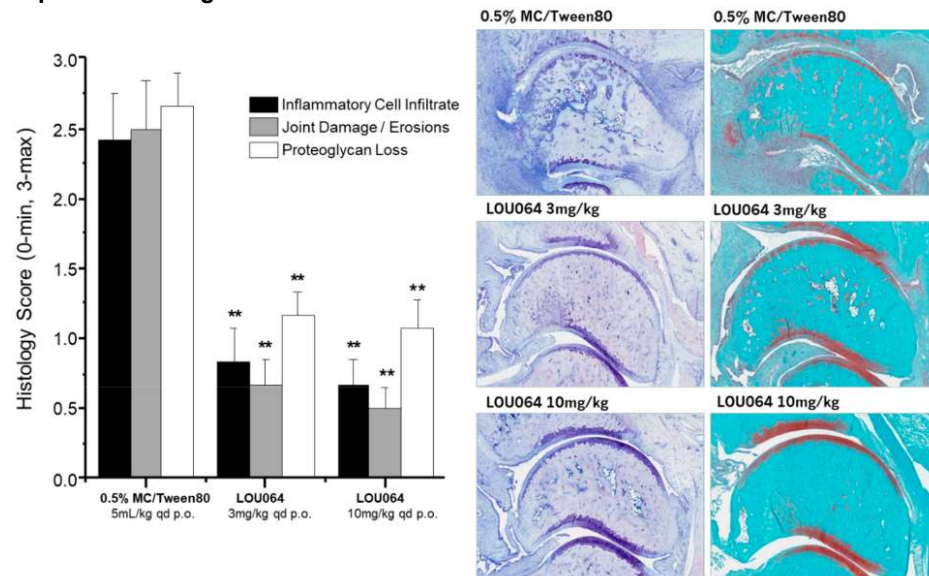 3.0
2.5
2.0
1.5
1.0
0.5
0.0
Histology Score (0-min, 3-max)
Inflammatory Cell Infiltrate
Joint Damage / Erosions
Proteoglycan Loss
**
**
**
**
**
**
0.5% MC/Tween80
5mL/kg qd p.o.
LOU064
3mg/kg qd p.o.
LOU064
10mg/kg qd p.o.
0.5% MC/Tween80
0.5% MC/Tween80
LOU064 3mg/kg
LOU064 3mg/kg
LOU064 10mg/kg
LOU064 10mg/kg